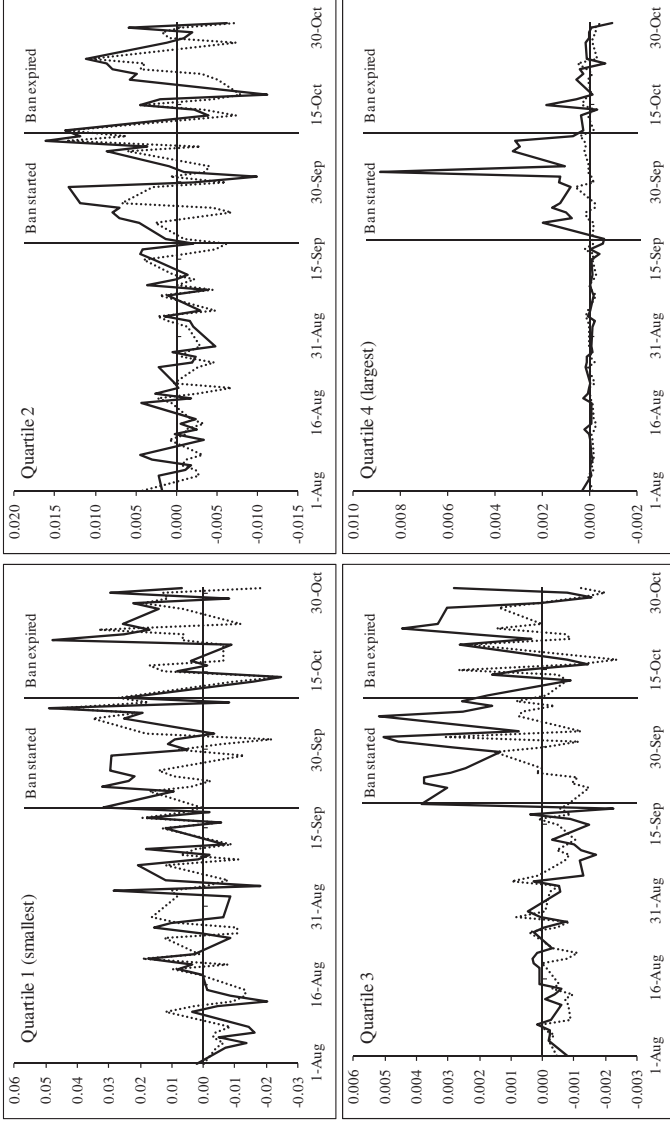 Quartile 1 (smallest)
Ban started
Ban expired
0.06
0.05
0.04
0.03
0.02
0.01
0.00
-0.01
-0.02
-0.03
1-Aug
16-Aug
31-Aug
15-Sep
30-Sep
15-Oct
30-Oct
Quartile 2
Ban started
Ban expired
0.020
0.015
0.010
0.005
0.000
-0.005
-0.010
-0.015
1-Aug
16-Aug
31-Aug
15-Sep
30-Sep
15-Oct
30-Oct
Quartile 3
Ban started
Ban expired
0.006
0.005
0.004
0.003
0.002
0.001
0.000
-0.001
-0.002
-0.003
1-Aug
16-Aug
31-Aug
15-Sep
30-Sep
15-Oct
30-Oct
Quartile 4 (largest)
Ban started
Ban expired
0.010
0.008
0.006
0.004
0.002
0.000
-0.002
1-Aug
16-Aug
31-Aug
15-Sep
30-Sep
15-Oct
30-Oct